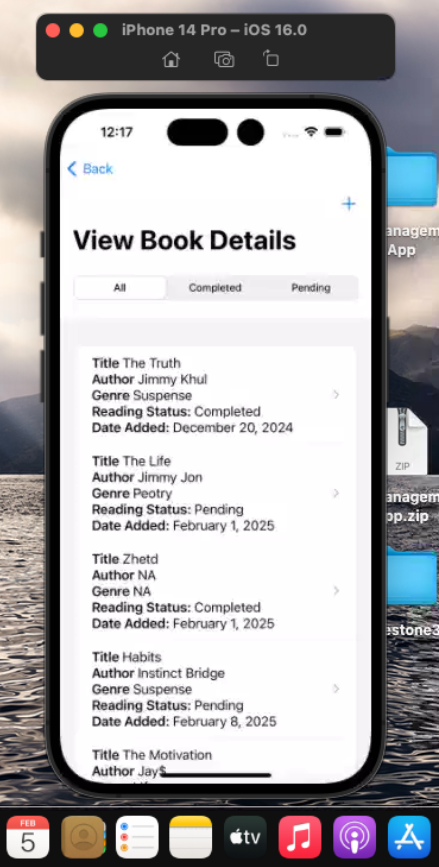 iPhone 14 Pro – iOS 16.0
12:17
Back
+
View Book Details
All Completed Pending
Title The Truth
Author Jimmy Khul
Genre Suspense
Reading Status: Completed
Date Added: December 20, 2024
Title The Life
Author Jimmy Jon
Genre Peotry
Reading Status: Pending
Date Added: February 1, 2025
Title Zhetd
Author NA
Genre NA
Reading Status: Completed
Date Added: February 1, 2025
Title Habits
Author Instinct Bridge
Genre Suspense
Reading Status: Pending
Date Added: February 8, 2025
Title The Motivation
Author Jay$
anagem
App
ZIP
anagem
pp.zip
estone3
FEB
5
tv